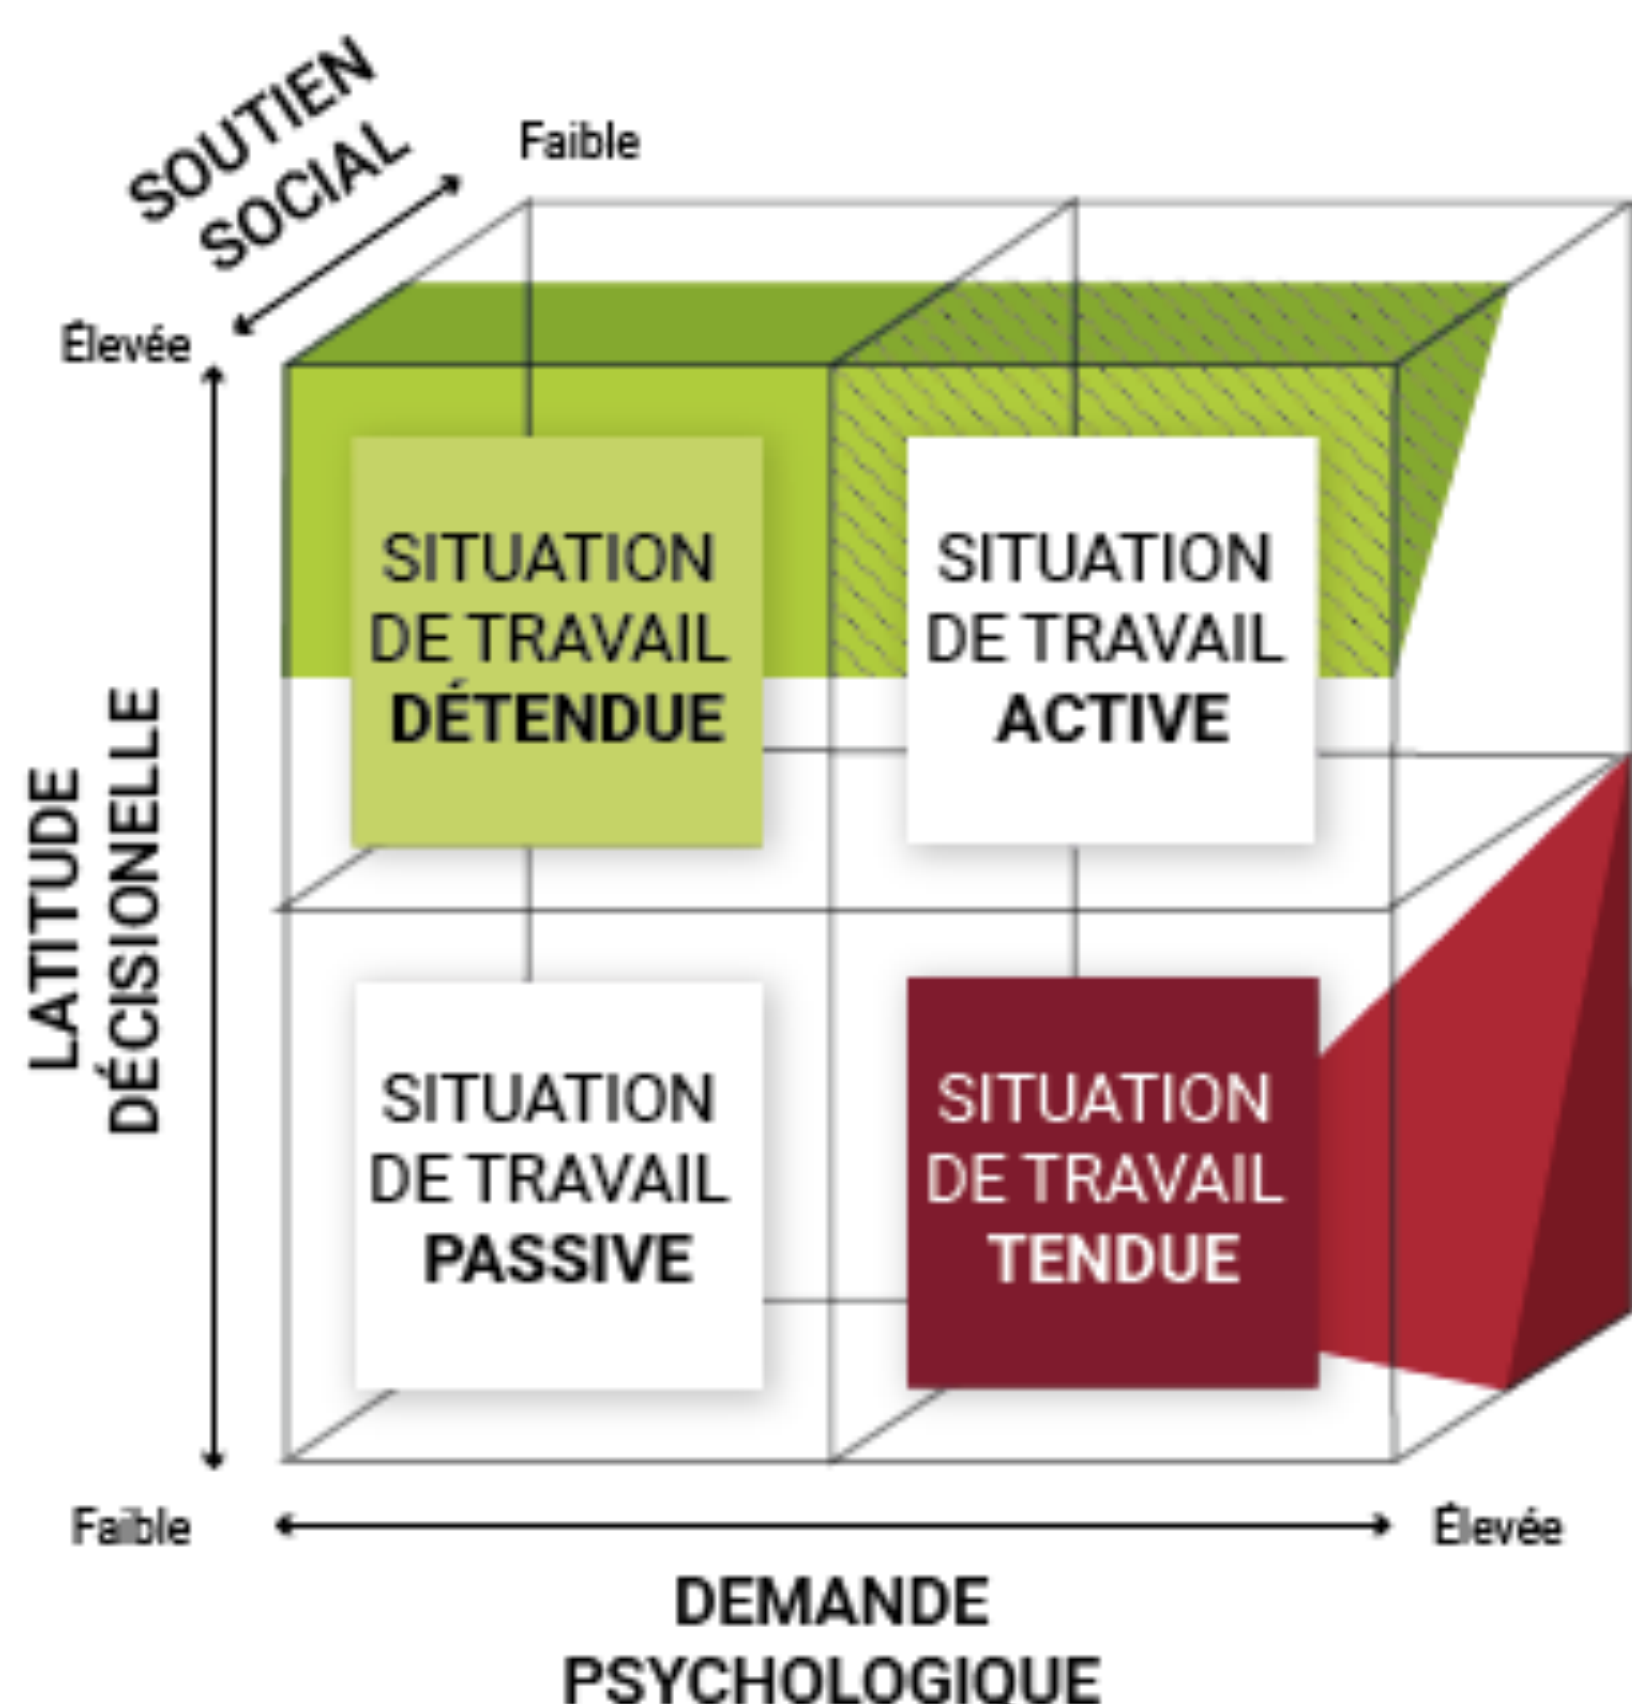 SOUTIEN
SOCIAL
Faible
Élevée
SITUATION
DE TRAVAIL
DÉTENDUE
SITUATION
DE TRAVAIL
ACTIVE
LATITUDE
DÉCISIONELLE
SITUATION
DE TRAVAIL
PASSIVE
SITUATION
DE TRAVAIL
TENDUE
Faible
Élevée
DEMANDE
PSYCHOLOGIQUE